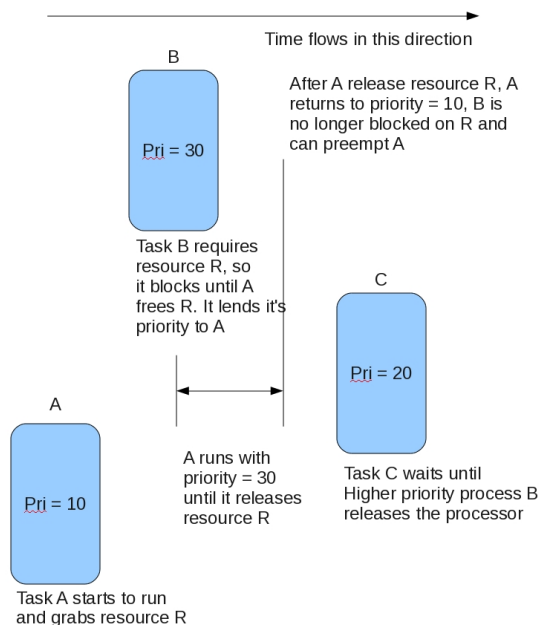 Time flows in this direction
B
After A release resource R, A
returns to priority = 10, B is
no longer blocked on R and
can preempt A
Pri = 30
Task B requires
resource R, so
it blocks until A
frees R. It lends it's
priority to A
C
Pri = 20
A
A runs with
priority = 30
until it releases
resource R
Task C waits until
Higher priority process B
releases the processor
Pri = 10
Task A starts to run
and grabs resource R